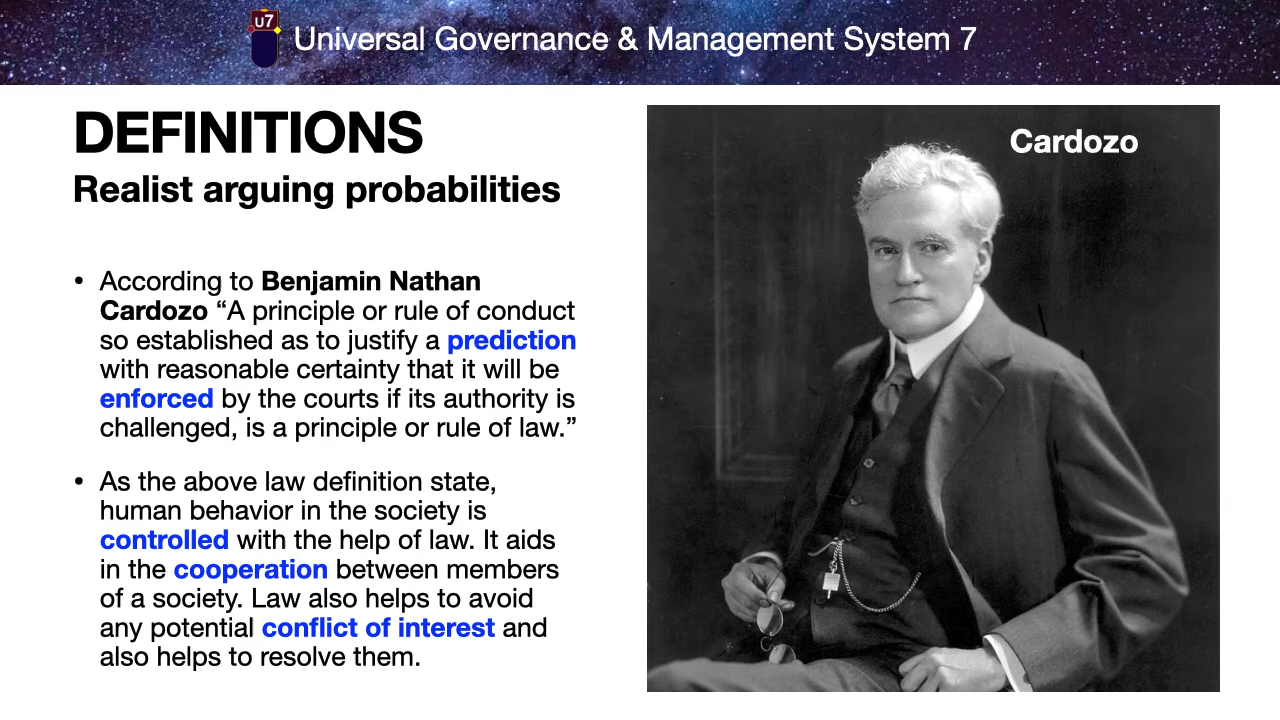 U7
Universal Governance & Management System 7
DEFINITIONS
Realist arguing probabilities
• According to Benjamin Nathan
Cardozo “A principle or rule of conduct
so established as to justify a prediction
with reasonable certainty that it will be
enforced by the courts if its authority is
challenged, is a principle or rule of law.”
• As the above law definition state,
human behavior in the society is
controlled with the help of law. It aids
in the cooperation between members
of a society. Law also helps to avoid
any potential conflict of interest and
also helps to resolve them.
Cardozo